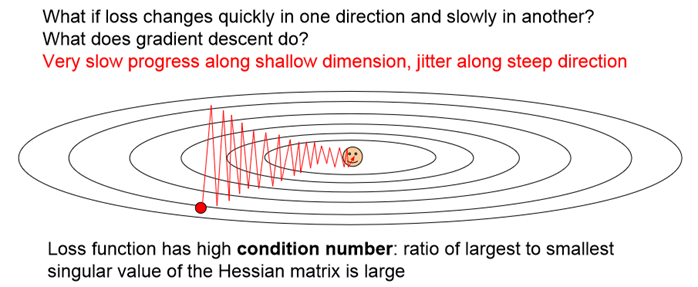 What if loss changes quickly in one direction and slowly in another?
What does gradient descent do?
Very slow progress along shallow dimension, jitter along steep direction
Loss function has high condition number: ratio of largest to smallest
singular value of the Hessian matrix is large